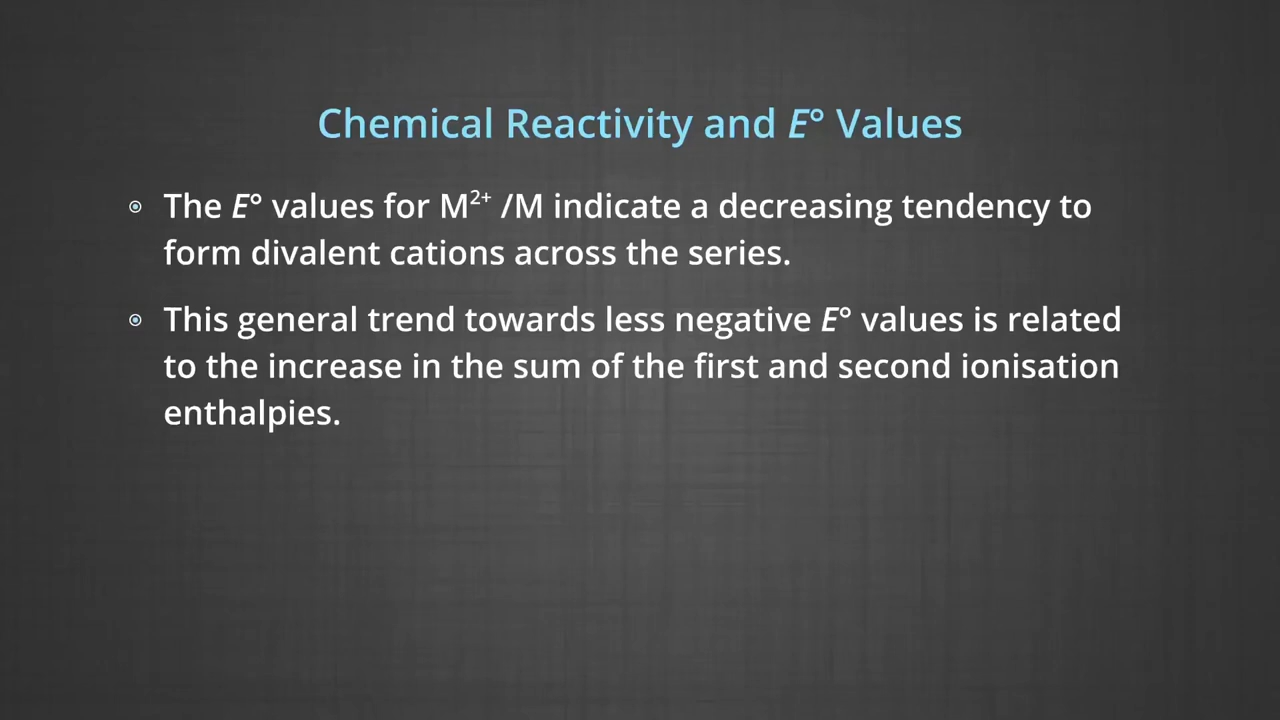 Chemical Reactivity and E° Values
The E° values for M²⁺ /M indicate a decreasing tendency to
form divalent cations across the series.
This general trend towards less negative E° values is related
to the increase in the sum of the first and second ionisation
enthalpies.